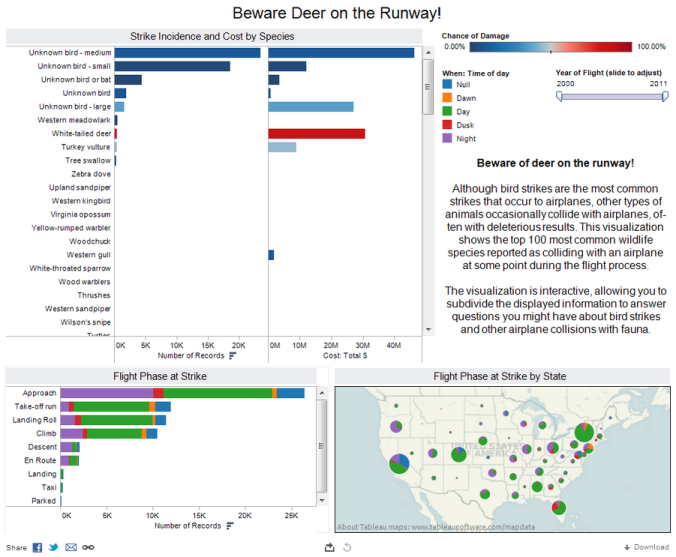 Beware Deer on the Runway!
Strike Incidence and Cost by Species
Unknown bird - medium
Unknown bird - small
Unknown bird or bat
Unknown bird
Unknown bird - large
Western meadowlark
White-tailed deer
Turkey vulture
Tree swallow
Zebra dove
Upland sandpiper
Western kingbird
Virginia opossum
Yellow-rumped warbler
Woodchuck
Western gull
White-throated sparrow
Wood warblers
Thrushes
Western sandpiper
Wilson's snipe
Turtles
0K 5K 10K 15K 20K 0M 20M 40M
Number of Records Cost: Total $
Chance of Damage
0.00% 100.00%
When: Time of day
Null
Dawn
Day
Dusk
Night
Year of Flight (slide to adjust)
2000 2011
Beware of deer on the runway!
Although bird strikes are the most common
strikes that occur to airplanes, other types of
animals occasionally collide with airplanes, of-
ten with deleterious results. This visualization
shows the top 100 most common wildlife
species reported as colliding with an airplane
at some point during the flight process.
The visualization is interactive, allowing you to
subdivide the displayed information to answer
questions you might have about bird strikes
and other airplane collisions with fauna.
Flight Phase at Strike
Approach
Take-off run
Landing Roll
Climb
Descent
En Route
Landing
Taxi
Parked
0K 5K 10K 15K 20K 25K
Number of Records
Flight Phase at Strike by State
UNITED STATES
OF AMERICA
About Tableau maps: www.tableausoftware.com/mapdata
Share
Download